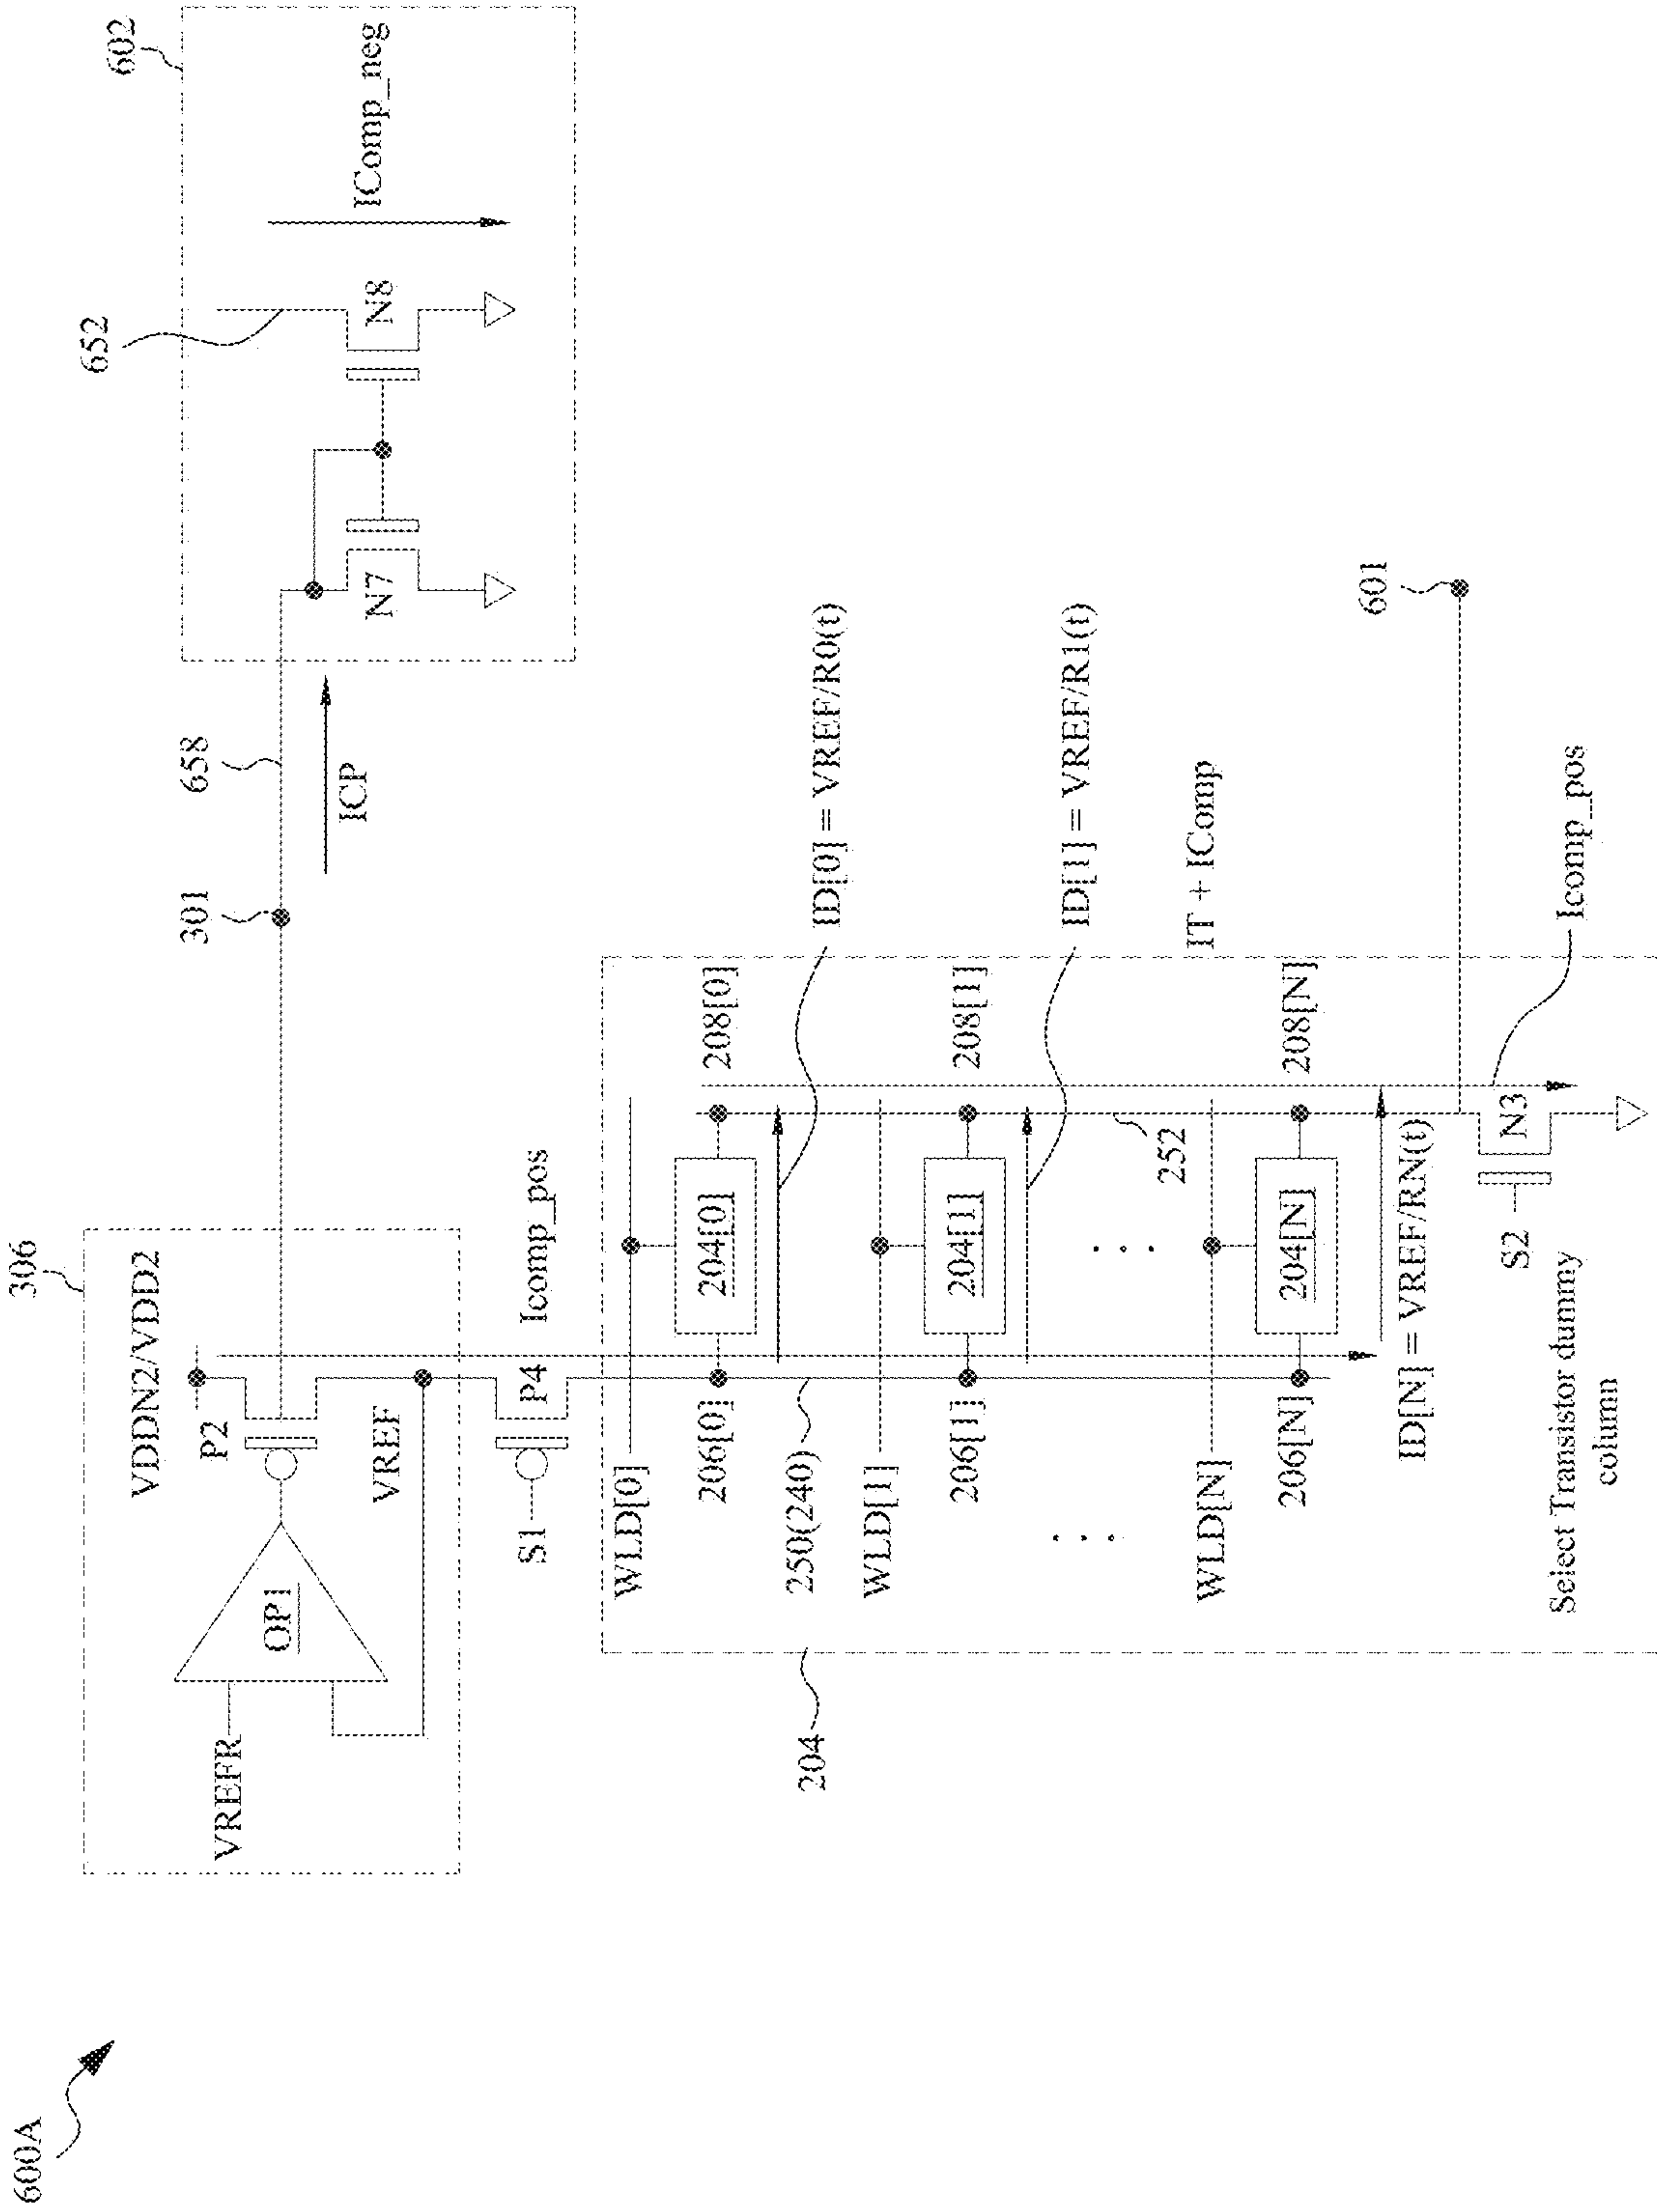 600A
306
VDDN2/VDD2
P2
OP1
VREFR
VREF
301
658
ICP
602
652
N7
N8
IComp_neg
S1
P4
Icomp_pos
204
WLD[0]
206[0]
204[0]
208[0]
ID[0] = VREF/R0(t)
250(240)
WLD[1]
206[1]
204[1]
208[1]
ID[1] = VREF/R1(t)
252
IT + IComp
WLD[N]
206[N]
204[N]
208[N]
ID[N] = VREF/RN(t)
601
S2
N3
Icomp_pos
Select Transistor dummy
column